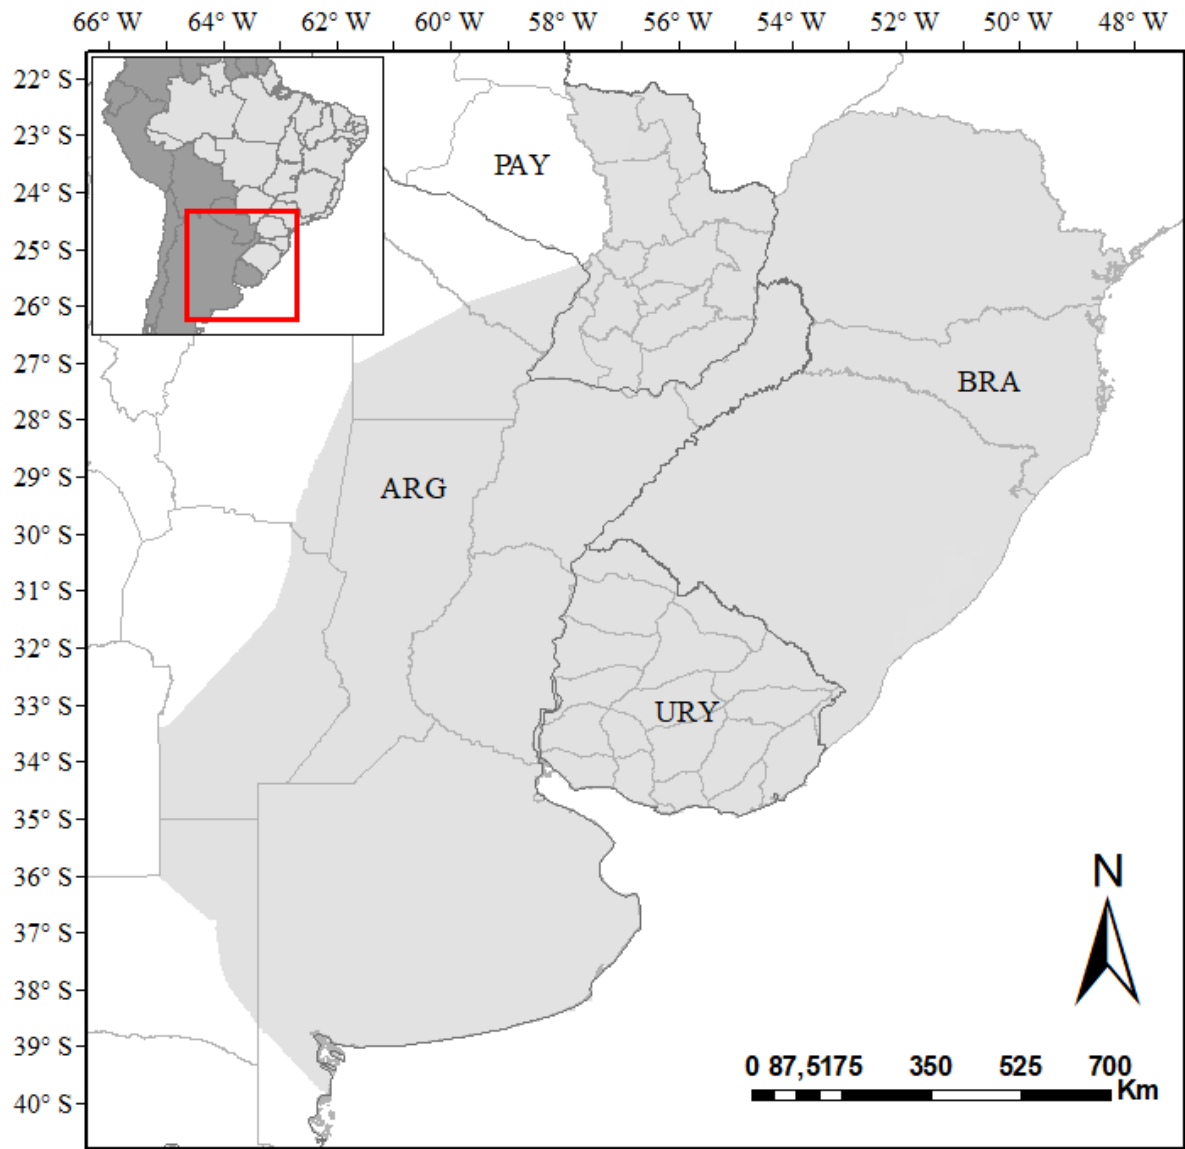 66° W 64° W 62° W 60° W 58° W 56° W 54° W 52° W 50° W 48° W
22° S
23° S
PAY
24° S
25° S
26° S
27° S
BRA
28° S
29° S
ARG
30° S
31° S
32° S
33° S
URY
34° S
35° S
36° S
N
37° S
38° S
39° S
0 87,5175 350 525 700
Km
40° S